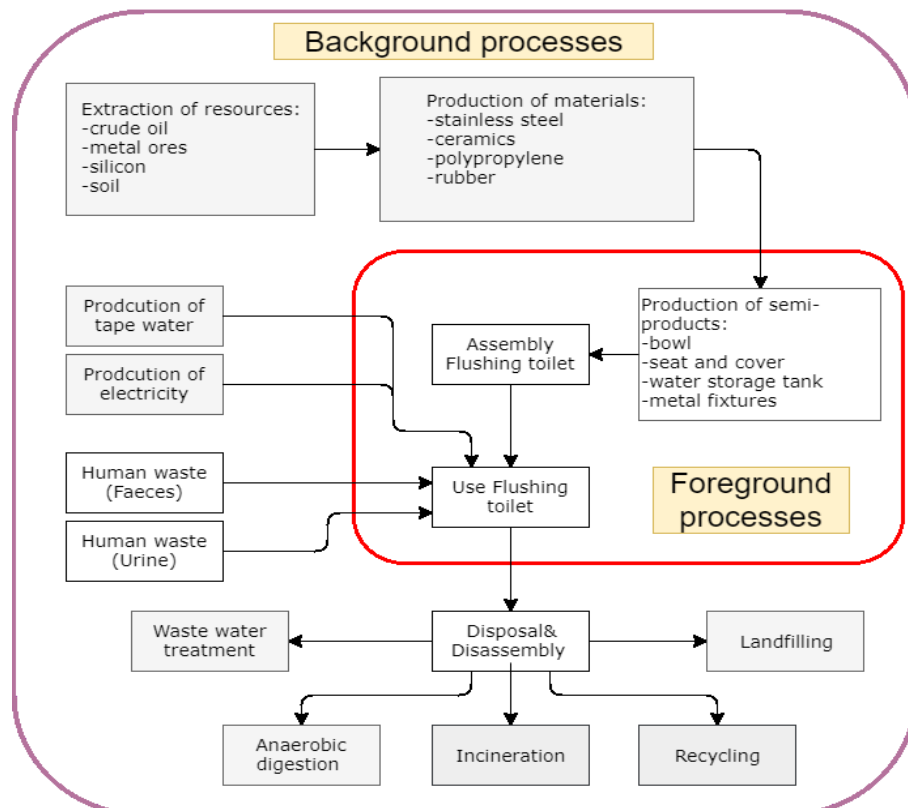 Background processes
Extraction of resources:
-crude oil
-metal ores
-silicon
-soil
Production of materials:
-stainless steel
-ceramics
-polypropylene
-rubber
Prodcution of
tape water
Prodcution of
electricity
Assembly
Flushing toilet
Production of semi-
products:
-bowl
-seat and cover
-water storage tank
-metal fixtures
Human waste
(Faeces)
Human waste
(Urine)
Use Flushing
toilet
Foreground
processes
Waste water
treatment
Disposal&
Disassembly
Landfilling
Anaerobic
digestion
Incineration
Recycling